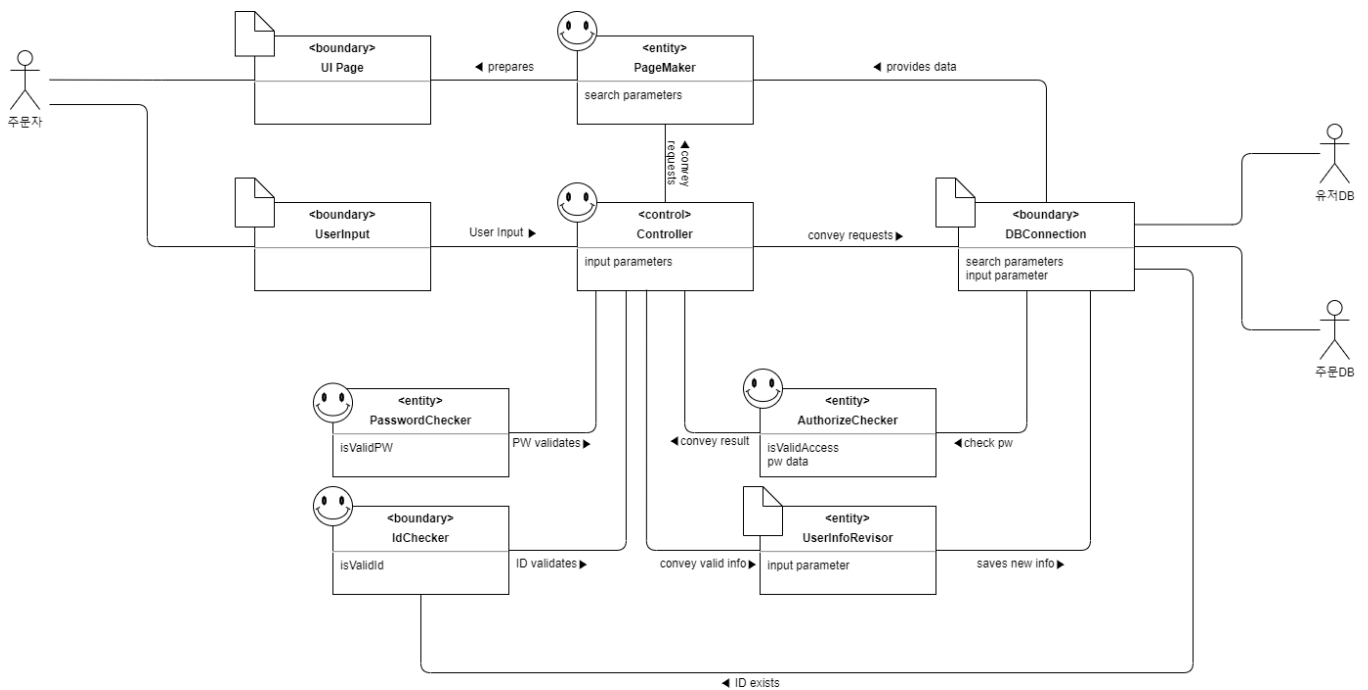 <boundary>
UI Page
<entity>
PageMaker
search parameters
◀ prepares
◀ provides data
주문자
◀ convey
requests
유저DB
<boundary>
UserInput
User Input ▶
<control>
Controller
input parameters
convey requests ▶
<boundary>
DBConnection
search parameters
input parameter
주문DB
<entity>
PasswordChecker
isValidPW
PW validates ▶
<entity>
AuthorizeChecker
isValidAccess
pw data
◀ convey result
◀ check pw
<boundary>
IdChecker
isValidId
ID validates ▶
convey valid info ▶
<entity>
UserInfoRevisor
input parameter
saves new info ▶
◀ ID exists